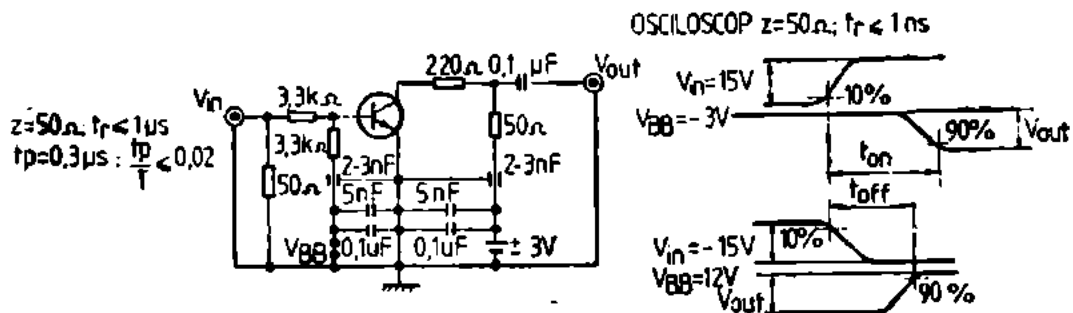 OSCILOSCOP z=50Ω; tr ≤ 1 ns
220Ω 0,1 µF
Vout
Vin
3,3kΩ
z=50Ω; tr ≤ 1µs
tp=0,3µs ; tp/T ≤ 0,02
3,3kΩ
50Ω
50Ω
2-3nF
2-3nF
5nF
5nF
VBB
0,1uF
0,1uF
± 3V
Vin=15V
10%
VBB=-3V
90%
Vout
ton
toff
10%
Vin=-15V
VBB=12V
Vout
90%